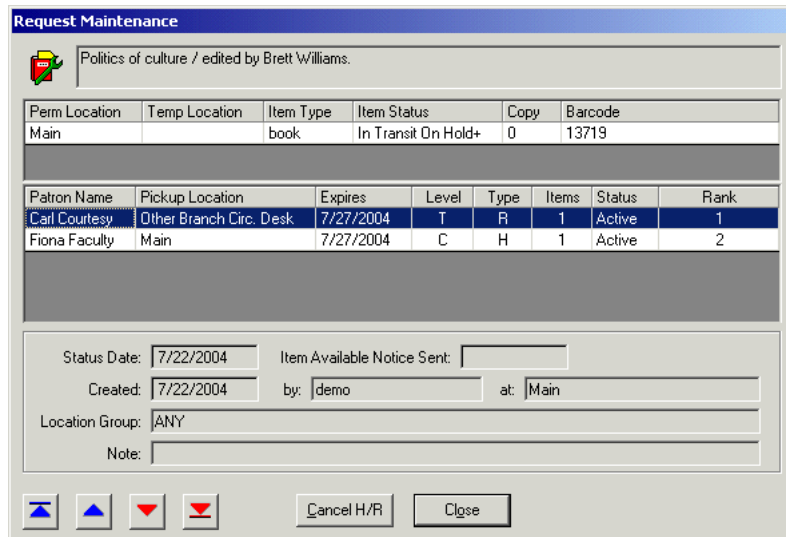 Request Maintenance
Politics of culture / edited by Brett Williams.
Perm Location Temp Location Item Type Item Status Copy Barcode
Main book In Transit On Hold+ 0 13719
Patron Name Pickup Location Expires Level Type Items Status Rank
Carl Courtesy Other Branch Circ. Desk 7/27/2004 T R 1 Active 1
Fiona Faculty Main 7/27/2004 C H 1 Active 2
Status Date: 7/22/2004 Item Available Notice Sent:
Created: 7/22/2004 by: demo at: Main
Location Group: ANY
Note:
Cancel H/R Close